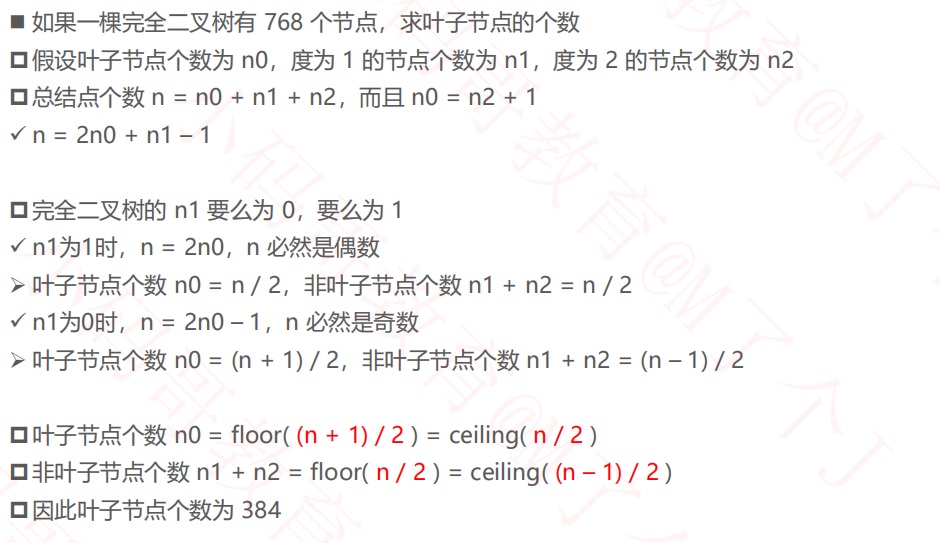 ■ 如果一棵完全二叉树有 768 个节点，求叶子节点的个数
假设叶子节点个数为 n0，度为 1 的节点个数为 n1，度为 2 的节点个数为 n2
总结点个数 n = n0 + n1 + n2，而且 n0 = n2 + 1
✓ n = 2n0 + n1 – 1
完全二叉树的 n1 要么为 0，要么为 1
✓ n1为1时，n = 2n0，n 必然是偶数
➢ 叶子节点个数 n0 = n / 2，非叶子节点个数 n1 + n2 = n / 2
✓ n1为0时，n = 2n0 – 1，n 必然是奇数
➢ 叶子节点个数 n0 = (n + 1) / 2，非叶子节点个数 n1 + n2 = (n – 1) / 2
叶子节点个数 n0 = floor( (n + 1) / 2 ) = ceiling( n / 2 )
非叶子节点个数 n1 + n2 = floor( n / 2 ) = ceiling( (n – 1) / 2 )
因此叶子节点个数为 384
小码哥教育@M了个J